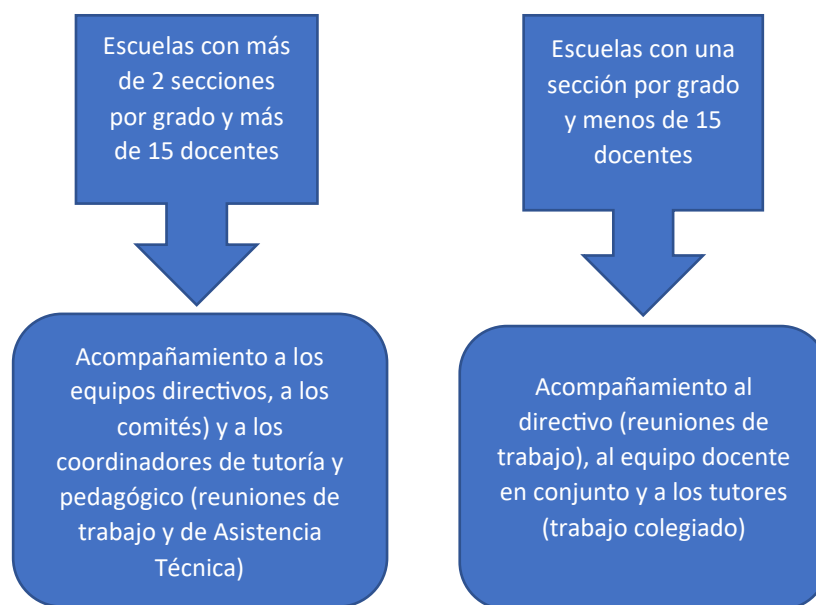 Escuelas con más
de 2 secciones
por grado y más
de 15 docentes
Escuelas con una
sección por grado
y menos de 15
docentes
Acompañamiento a los
equipos directivos, a los
comités) y a los
coordinadores de tutoría y
pedagógico (reuniones de
trabajo y de Asistencia
Técnica)
Acompañamiento al
directivo (reuniones de
trabajo), al equipo docente
en conjunto y a los tutores
(trabajo colegiado)